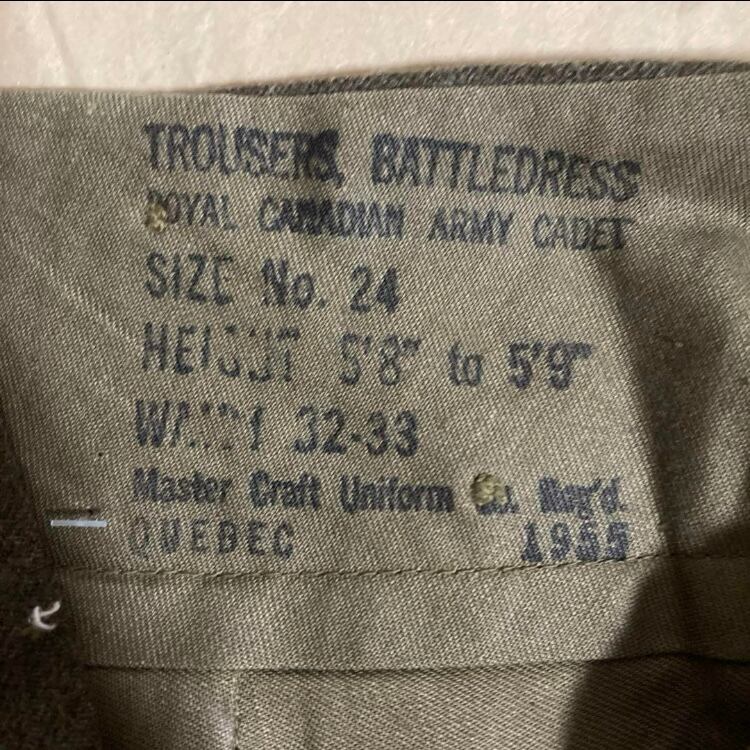 TROUSERS, BATTLEDRESS
ROYAL CANADIAN ARMY CADET
SIZE No. 24
HEIGHT 5'8" to 5'9"
WAIST 32-33
Master Craft Uniform Co. Reg'd.
QUEBEC 1955